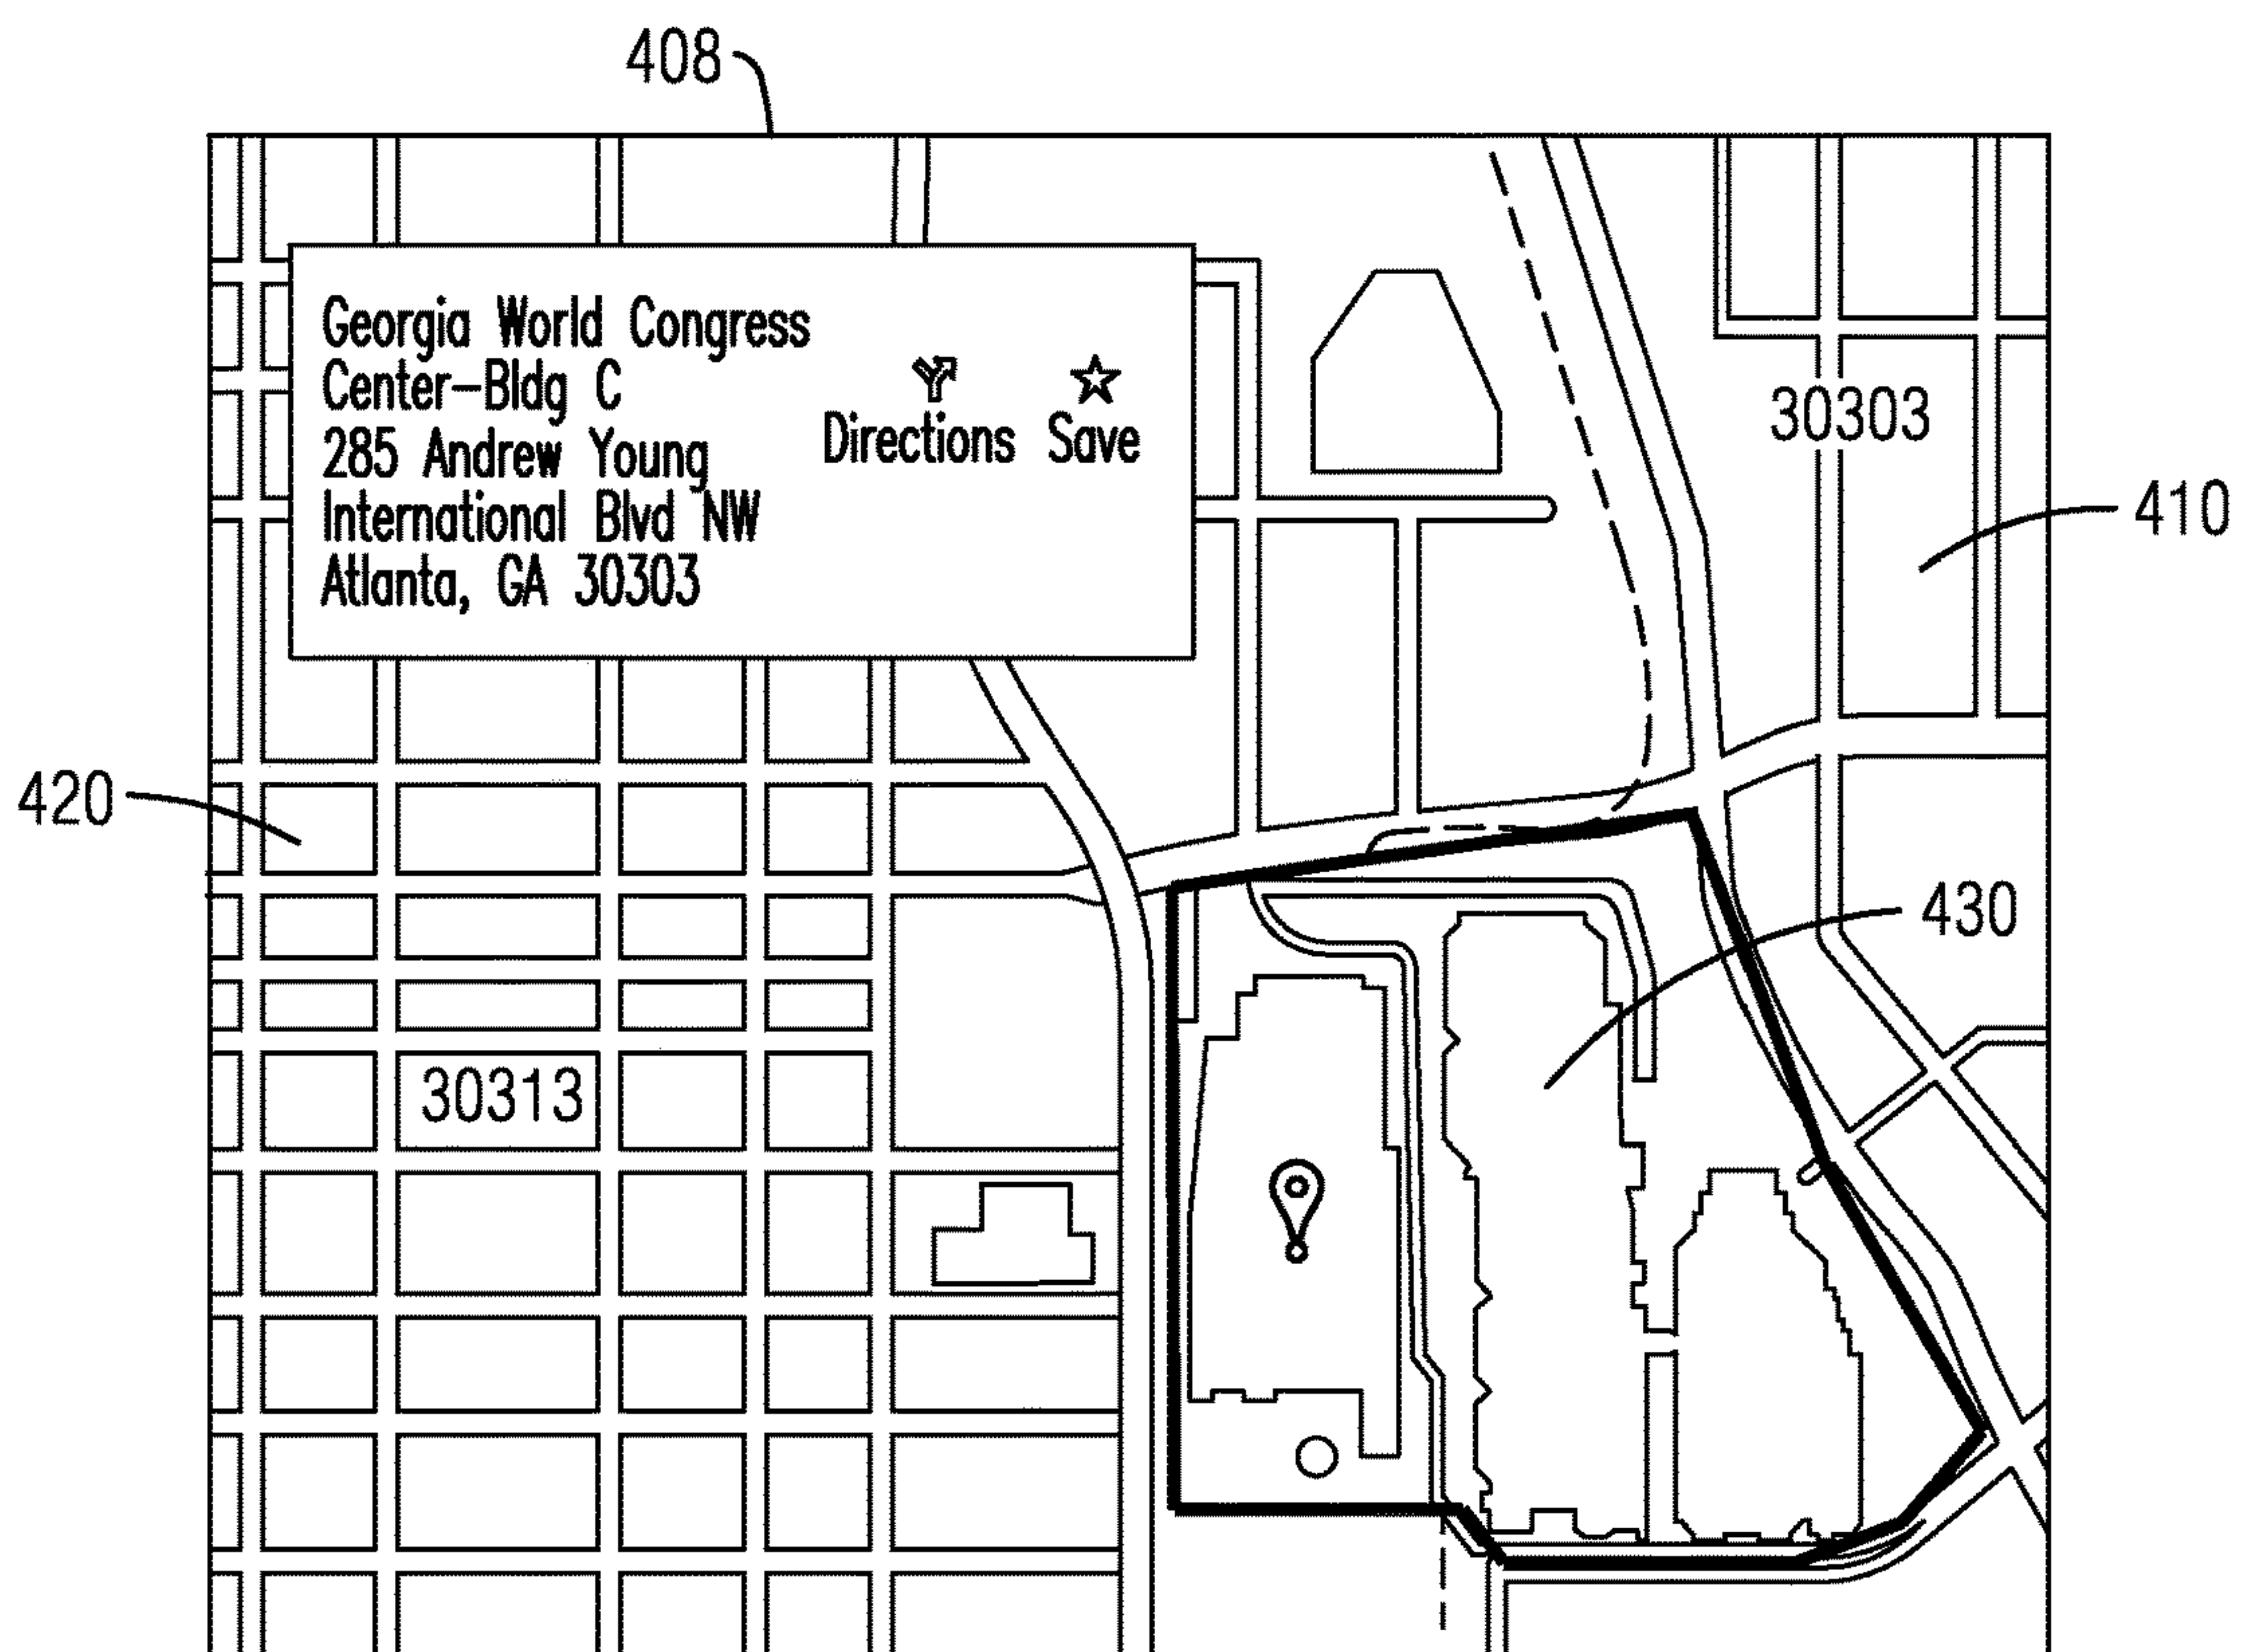 408
Georgia World Congress
Center-Bldg C
285 Andrew Young
International Blvd NW
Atlanta, GA 30303
Directions Save
30303
410
420
430
30313